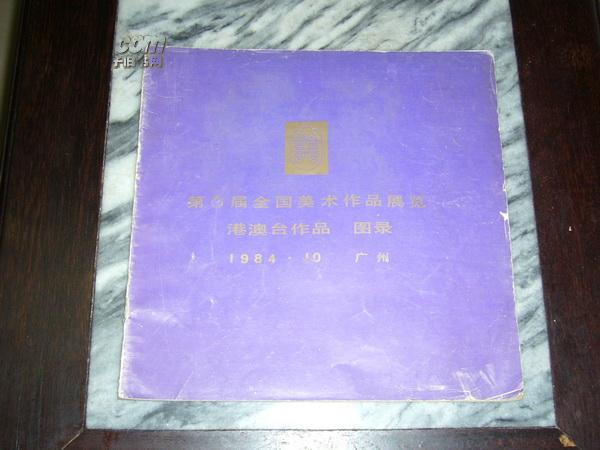 com
第6届全国美术作品展览
港澳台作品 图录
1984·10 广州